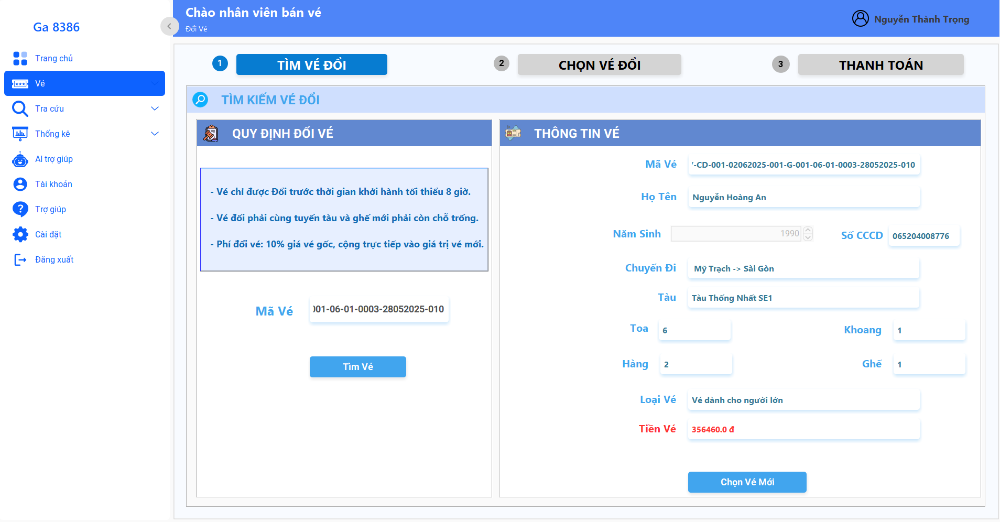 Ga 8386
Trang chủ
Vé
Tra cứu
Thống kê
AI trợ giúp
Tài khoản
Trợ giúp
Cài đặt
Đăng xuất
Chào nhân viên bán vé
Đổi Vé
Nguyễn Thành Trọng
1 TÌM VÉ ĐỔI
2 CHỌN VÉ ĐỔI
3 THANH TOÁN
TÌM KIẾM VÉ ĐỔI
QUY ĐỊNH ĐỔI VÉ
- Vé chỉ được Đổi trước thời gian khởi hành tối thiểu 8 giờ.
- Vé đổi phải cùng tuyến tàu và ghế mới phải còn chỗ trống.
- Phí đổi vé: 10% giá vé gốc, cộng trực tiếp vào giá trị vé mới.
Mã Vé 001-06-01-0003-28052025-010
Tìm Vé
THÔNG TIN VÉ
Mã Vé -CD-001-02062025-001-G-001-06-01-0003-28052025-010
Họ Tên Nguyễn Hoàng An
Năm Sinh 1990 Số CCCD 065204008776
Chuyến Đi Mỹ Trạch -> Sài Gòn
Tàu Tàu Thống Nhất SE1
Toa 6 Khoang 1
Hàng 2 Ghế 1
Loại Vé Vé dành cho người lớn
Tiền Vé 356460.0 đ
Chọn Vé Mới